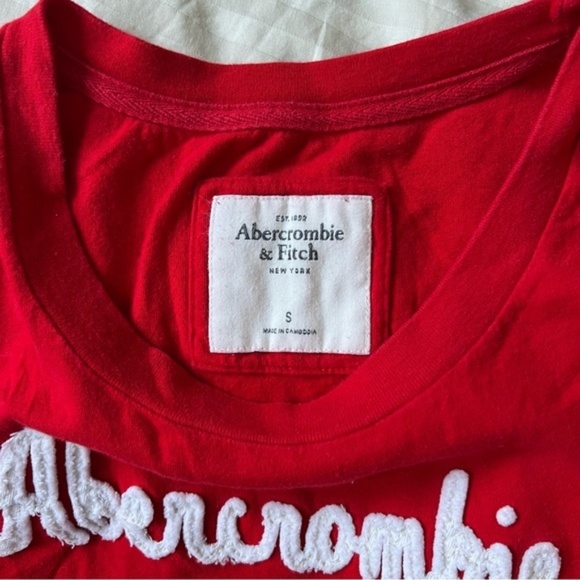 EST. 1892
Abercrombie
& Fitch
NEW YORK
S
MADE IN CAMBODIA
Abercrombie